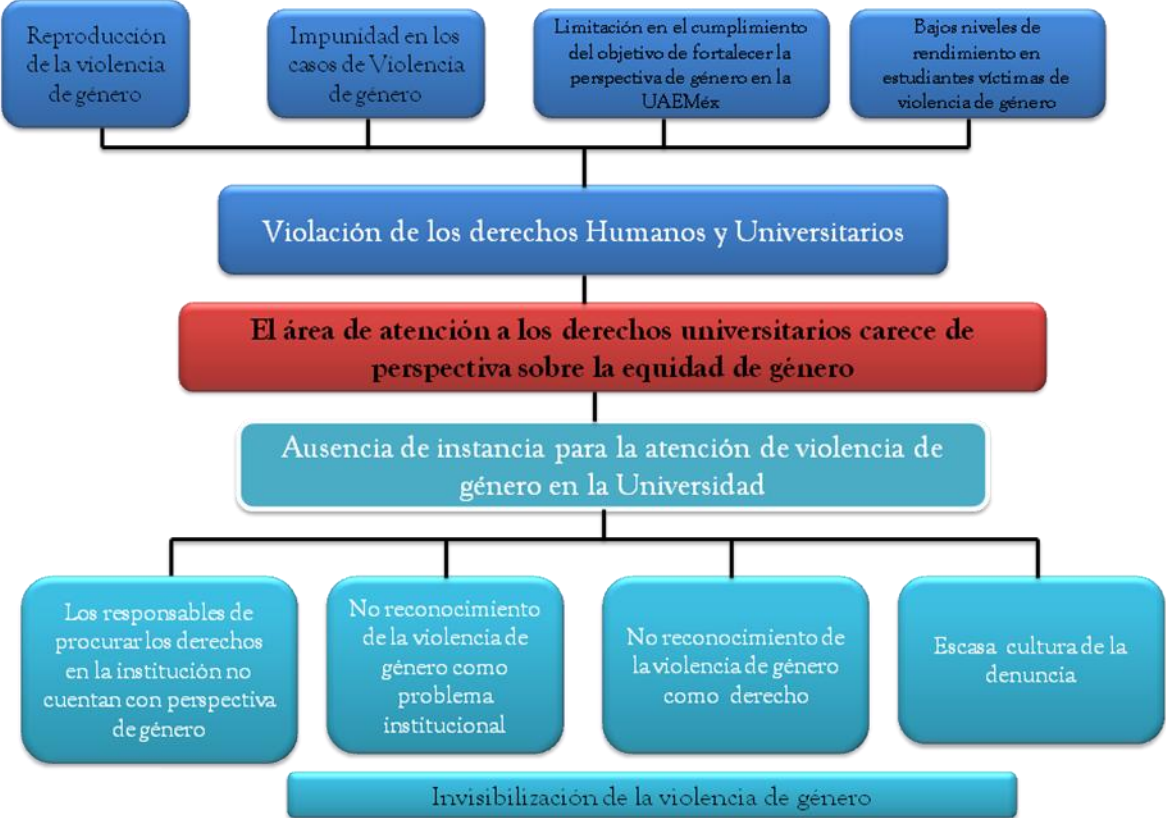 Reproducción
de la violencia
de género
Impunidad en los
casos de Violencia
de género
Limitación en el cumplimiento
del objetivo de fortalecer la
perspectiva de género en la
UAEMéx
Bajos niveles de
rendimiento en
estudiantes víctimas de
violencia de género
Violación de los derechos Humanos y Universitarios
El área de atención a los derechos universitarios carece de
perspectiva sobre la equidad de género
Ausencia de instancia para la atención de violencia de
género en la Universidad
Los responsables de
procurar los derechos
en la institución no
cuentan con perspectiva
de género
No reconocimiento
de la violencia de
género como
problema
institucional
No reconocimiento de
la violencia de género
como derecho
Escasa cultura de la
denuncia
Invisibilización de la violencia de género